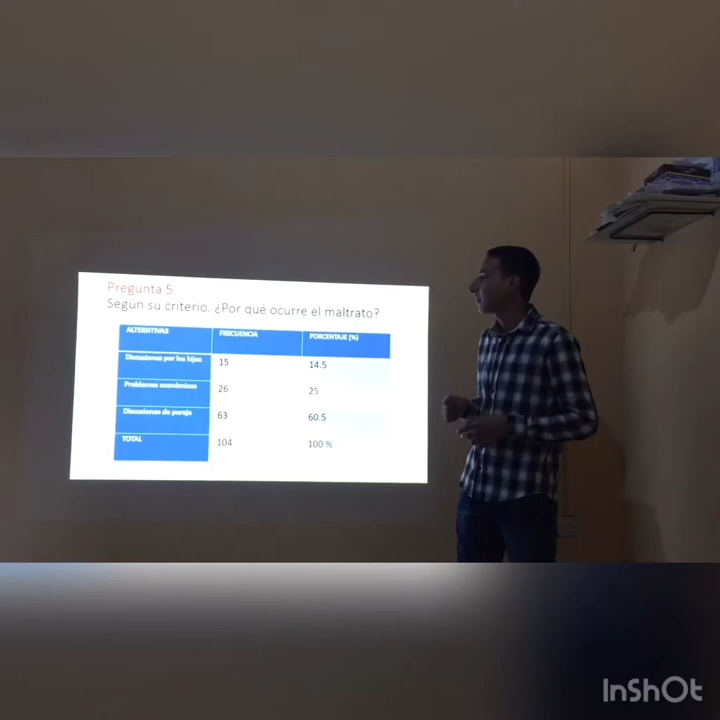 Pregunta 5
Según su criterio. ¿Por qué ocurre el maltrato?
ALTERNTIVAS FRECUENCIA PORCENTAJE (%)
Discusiones por los hijos 15 14.5
Problemas económicos 26 25
Discusiones de pareja 63 60.5
TOTAL 104 100 %
InShOt